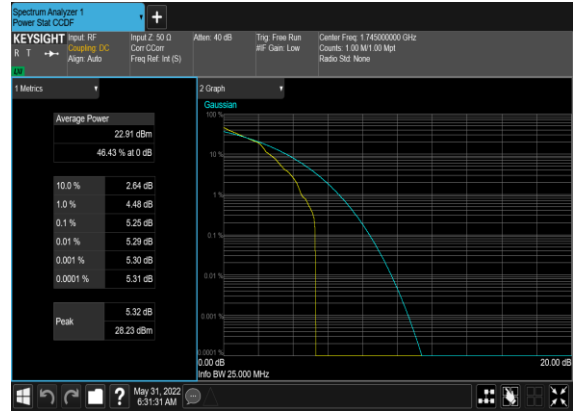 Spectrum Analyzer 1
Power Stat CCDF
KEYSIGHT
R T
LXI
Input: RF
Coupling: DC
Align: Auto
Input Z: 50 Ω
Corr CCorr
Freq Ref: Int (S)
Atten: 40 dB
Trig: Free Run
#IF Gain: Low
Center Freq: 1.745000000 GHz
Counts: 1.00 M/1.00 Mpt
Radio Std: None
1 Metrics
Average Power
22.91 dBm
46.43 % at 0 dB
10.0 % 2.64 dB
1.0 % 4.48 dB
0.1 % 5.25 dB
0.01 % 5.29 dB
0.001 % 5.30 dB
0.0001 % 5.31 dB
Peak
5.32 dB
28.23 dBm
2 Graph
Gaussian
100 %
10 %
1 %
0.1 %
0.01 %
0.001 %
0.0001 %
0.00 dB 20.00 dB
Info BW 25.000 MHz
May 31, 2022
6:31:31 AM